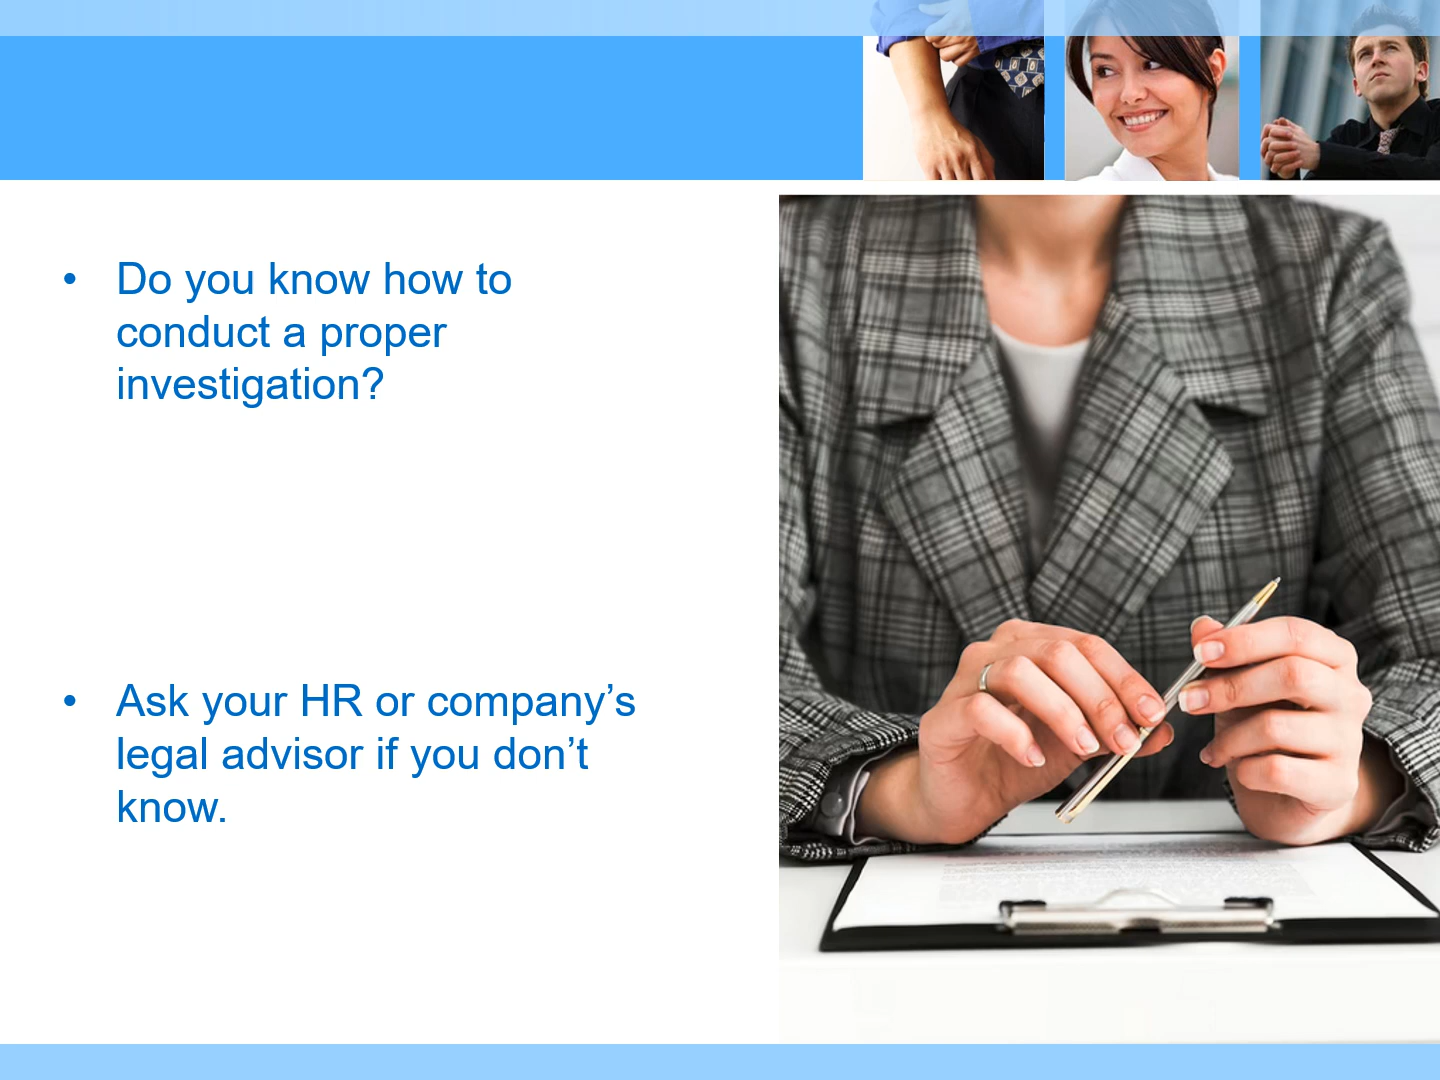 • Do you know how to
conduct a proper
investigation?
• Ask your HR or company’s
legal advisor if you don’t
know.